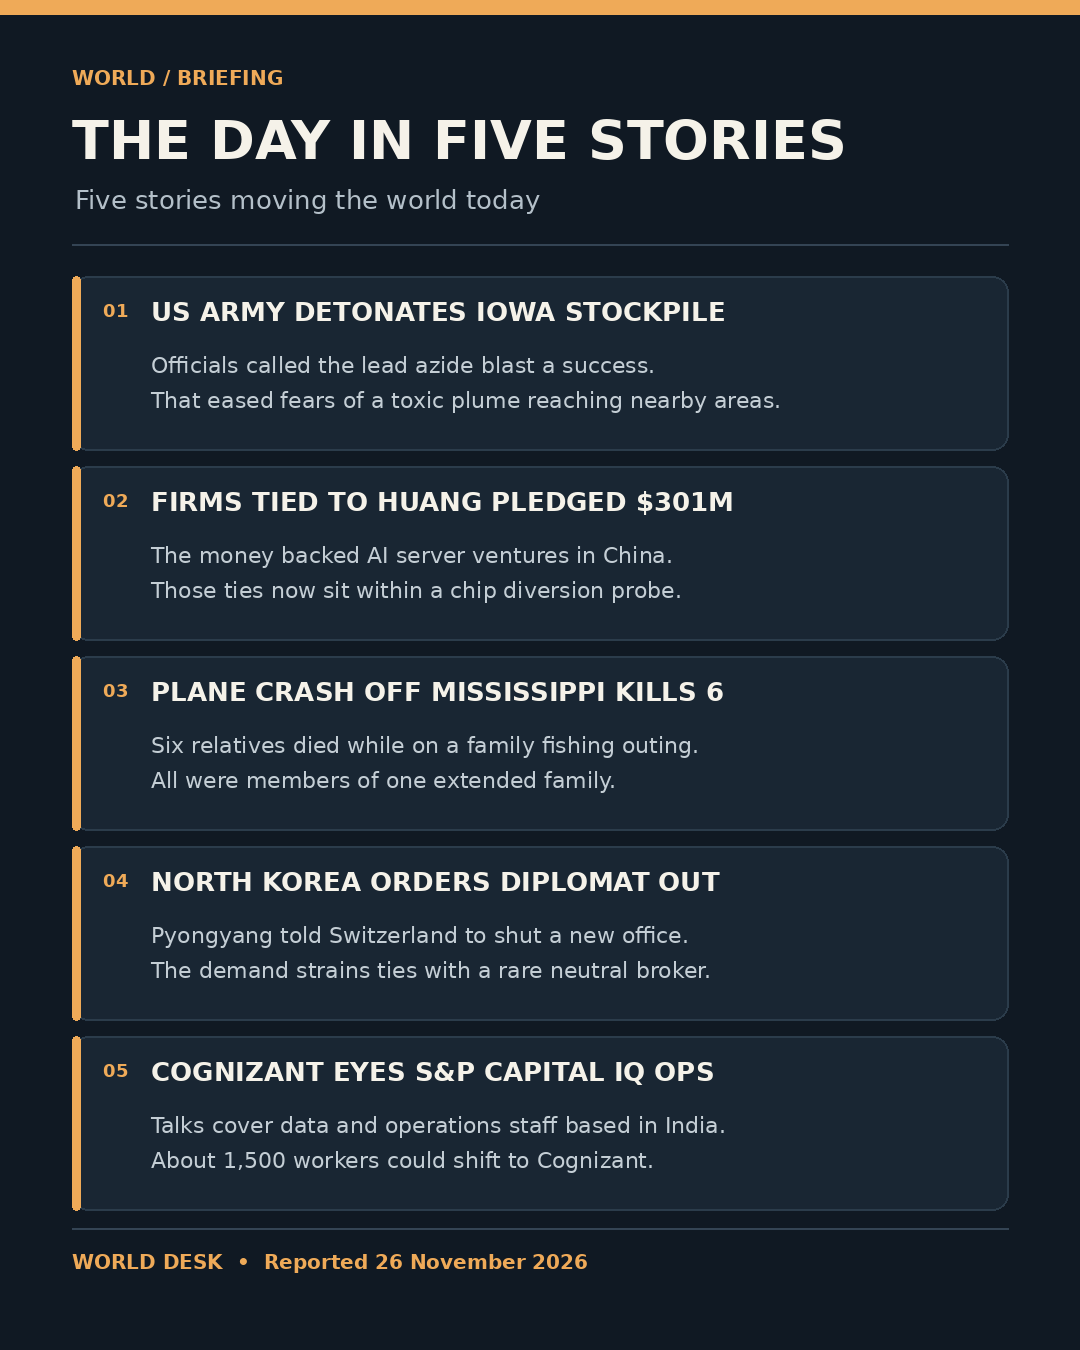 WORLD / BRIEFING
THE DAY IN FIVE STORIES
Five stories moving the world today
01 US ARMY DETONATES IOWA STOCKPILE
Officials called the lead azide blast a success.
That eased fears of a toxic plume reaching nearby areas.
02 FIRMS TIED TO HUANG PLEDGED $301M
The money backed AI server ventures in China.
Those ties now sit within a chip diversion probe.
03 PLANE CRASH OFF MISSISSIPPI KILLS 6
Six relatives died while on a family fishing outing.
All were members of one extended family.
04 NORTH KOREA ORDERS DIPLOMAT OUT
Pyongyang told Switzerland to shut a new office.
The demand strains ties with a rare neutral broker.
05 COGNIZANT EYES S&P CAPITAL IQ OPS
Talks cover data and operations staff based in India.
About 1,500 workers could shift to Cognizant.
WORLD DESK • Reported 26 November 2026